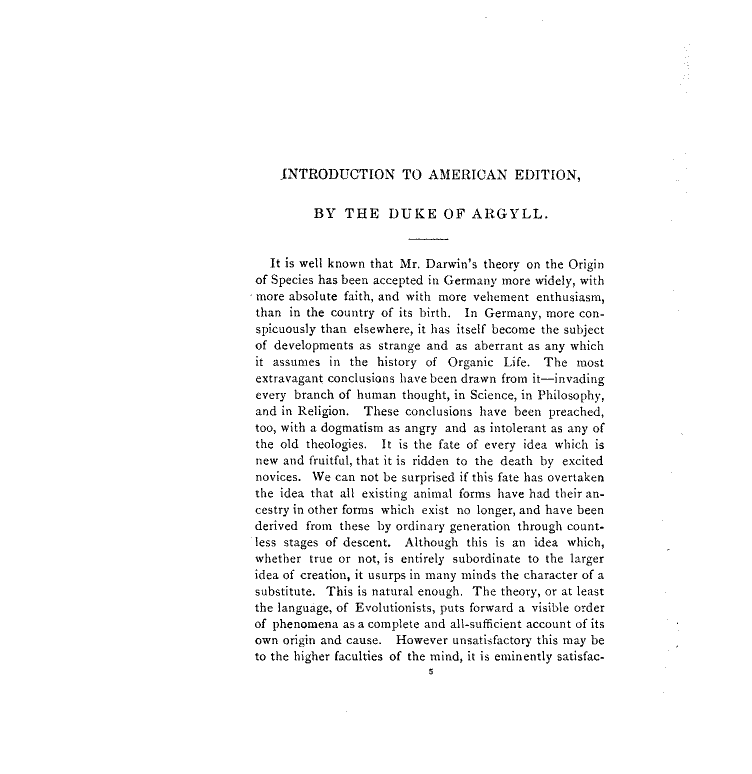 INTRODUCTION TO AMERICAN EDITION,
BY THE DUKE OF ARGYLL.
It is well known that Mr. Darwin's theory on the Origin
of Species has been accepted in Germany more widely, with
more absolute faith, and with more vehement enthusiasm,
than in the country of its birth. In Germany, more con-
spicuously than elsewhere, it has itself become the subject
of developments as strange and as aberrant as any which
it assumes in the history of Organic Life. The most
extravagant conclusions have been drawn from it—invading
every branch of human thought, in Science, in Philosophy,
and in Religion. These conclusions have been preached,
too, with a dogmatism as angry and as intolerant as any of
the old theologies. It is the fate of every idea which is
new and fruitful, that it is ridden to the death by excited
novices. We can not be surprised if this fate has overtaken
the idea that all existing animal forms have had their an-
cestry in other forms which exist no longer, and have been
derived from these by ordinary generation through count-
less stages of descent. Although this is an idea which,
whether true or not, is entirely subordinate to the larger
idea of creation, it usurps in many minds the character of a
substitute. This is natural enough. The theory, or at least
the language, of Evolutionists, puts forward a visible order
of phenomena as a complete and all-sufficient account of its
own origin and cause. However unsatisfactory this may be
to the higher faculties of the mind, it is eminently satisfac-
5